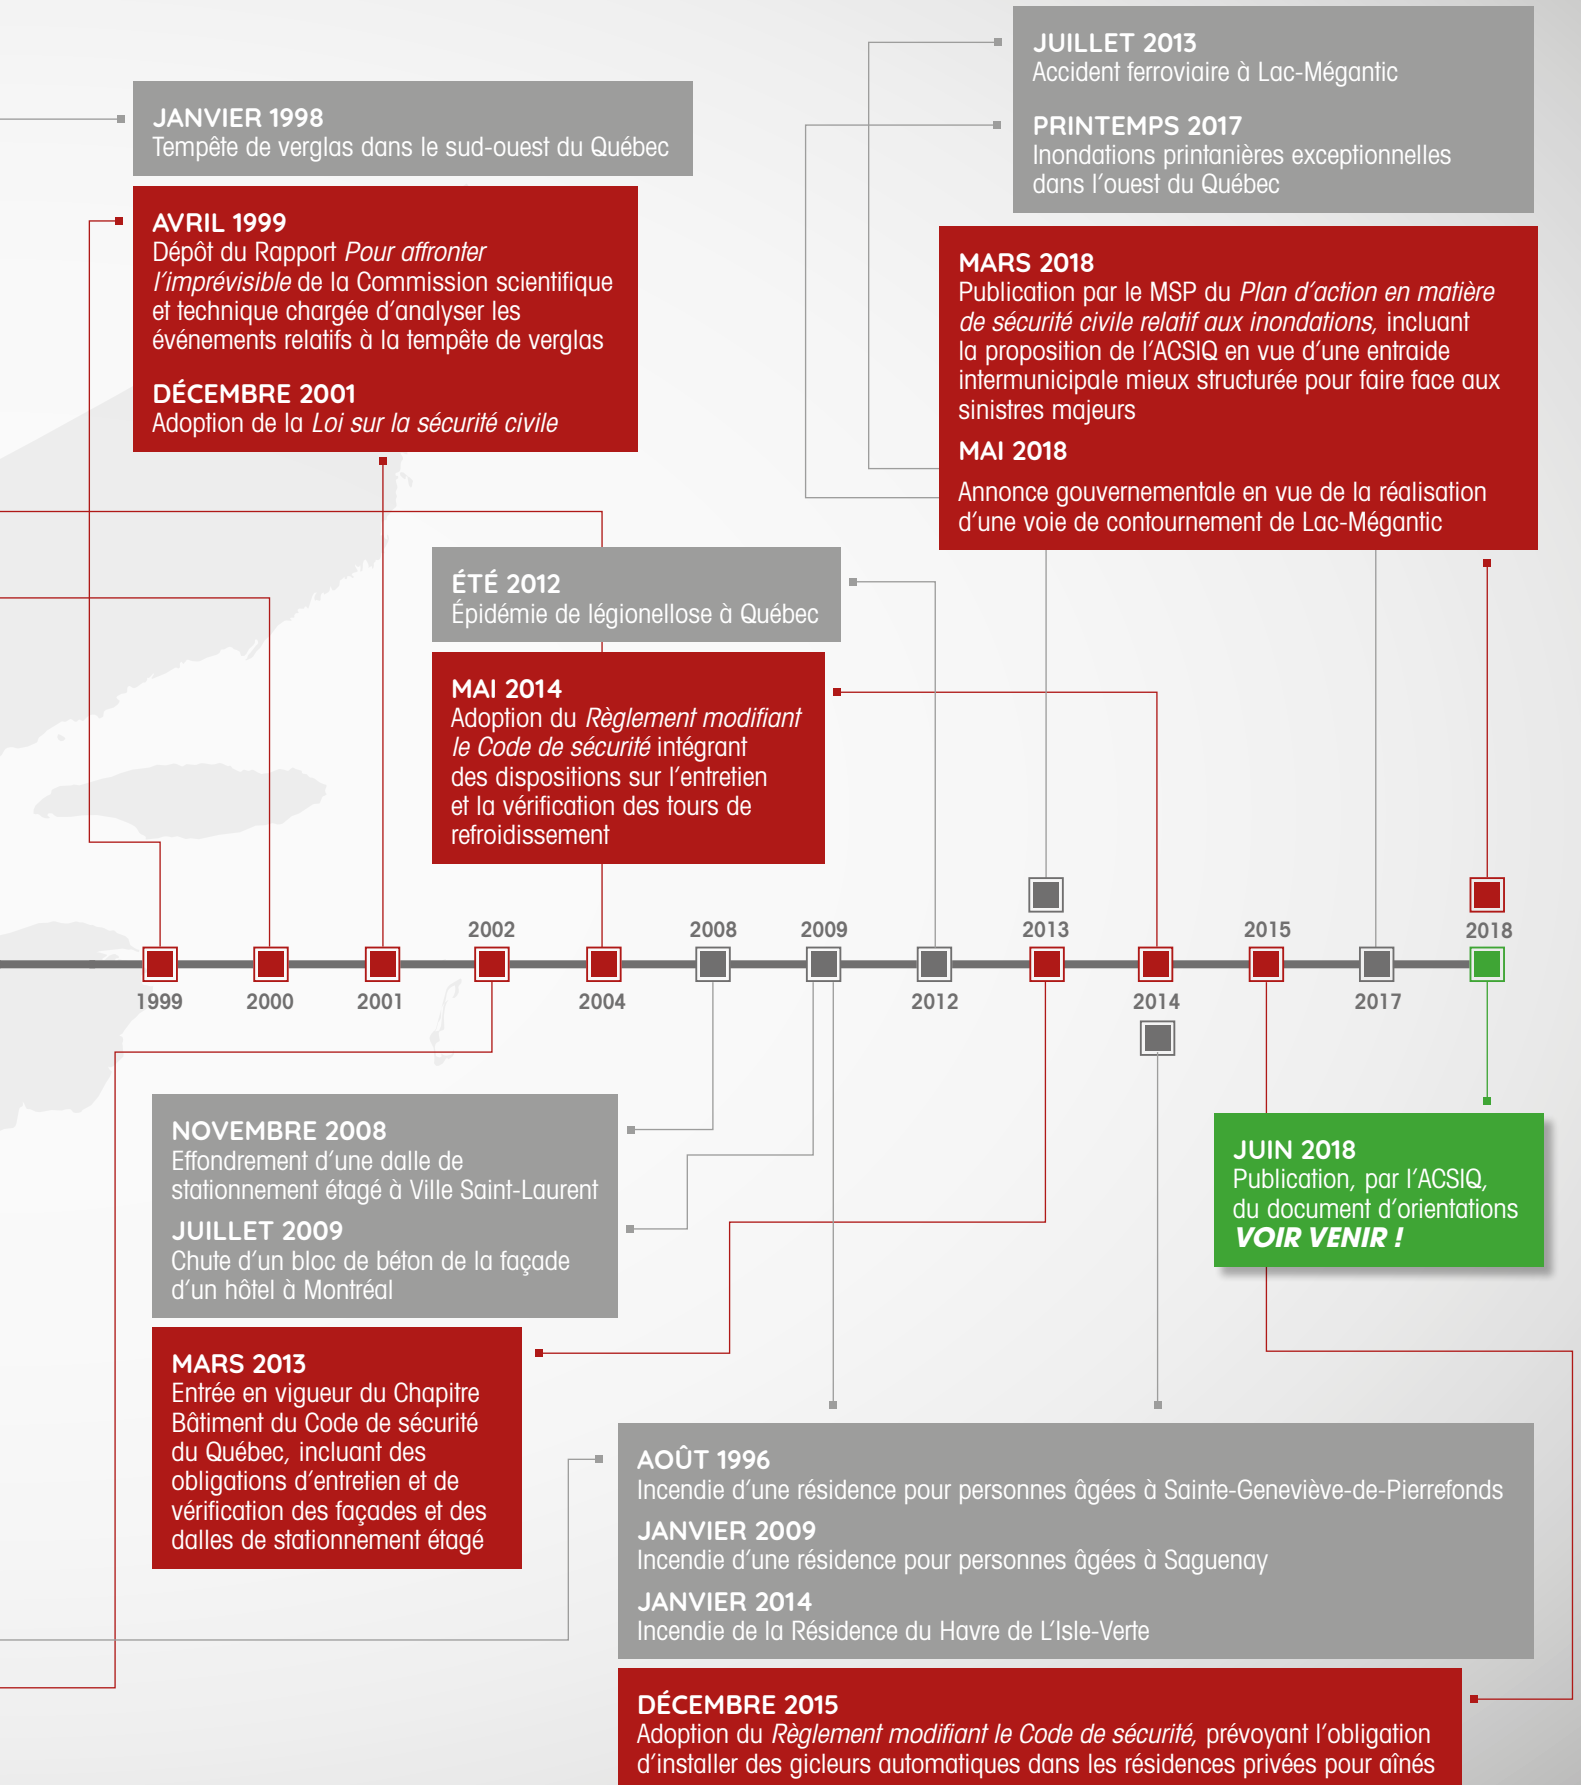 JANVIER 1998
Tempête de verglas dans le sud-ouest du Québec
AVRIL 1999
Dépôt du Rapport Pour affronter
l’imprévisible de la Commission scientifique
et technique chargée d’analyser les
événements relatifs à la tempête de verglas
DÉCEMBRE 2001
Adoption de la Loi sur la sécurité civile
JUILLET 2013
Accident ferroviaire à Lac-Mégantic
PRINTEMPS 2017
Inondations printanières exceptionnelles
dans l’ouest du Québec
MARS 2018
Publication par le MSP du Plan d’action en matière
de sécurité civile relatif aux inondations, incluant
la proposition de l’ACSIQ en vue d’une entraide
intermunicipale mieux structurée pour faire face aux
sinistres majeurs
MAI 2018
Annonce gouvernementale en vue de la réalisation
d’une voie de contournement de Lac-Mégantic
ÉTÉ 2012
Épidémie de légionellose à Québec
MAI 2014
Adoption du Règlement modifiant
le Code de sécurité intégrant
des dispositions sur l’entretien
et la vérification des tours de
refroidissement
2002
2008
2009
2013
2015
2018
1999
2000
2001
2004
2012
2014
2017
NOVEMBRE 2008
Effondrement d’une dalle de
stationnement étagé à Ville Saint-Laurent
JUILLET 2009
Chute d’un bloc de béton de la façade
d’un hôtel à Montréal
MARS 2013
Entrée en vigueur du Chapitre
Bâtiment du Code de sécurité
du Québec, incluant des
obligations d’entretien et de
vérification des façades et des
dalles de stationnement étagé
JUIN 2018
Publication, par l’ACSIQ,
du document d’orientations
VOIR VENIR !
AOÛT 1996
Incendie d’une résidence pour personnes âgées à Sainte-Geneviève-de-Pierrefonds
JANVIER 2009
Incendie d’une résidence pour personnes âgées à Saguenay
JANVIER 2014
Incendie de la Résidence du Havre de L’Isle-Verte
DÉCEMBRE 2015
Adoption du Règlement modifiant le Code de sécurité, prévoyant l’obligation
d’installer des gicleurs automatiques dans les résidences privées pour aînés